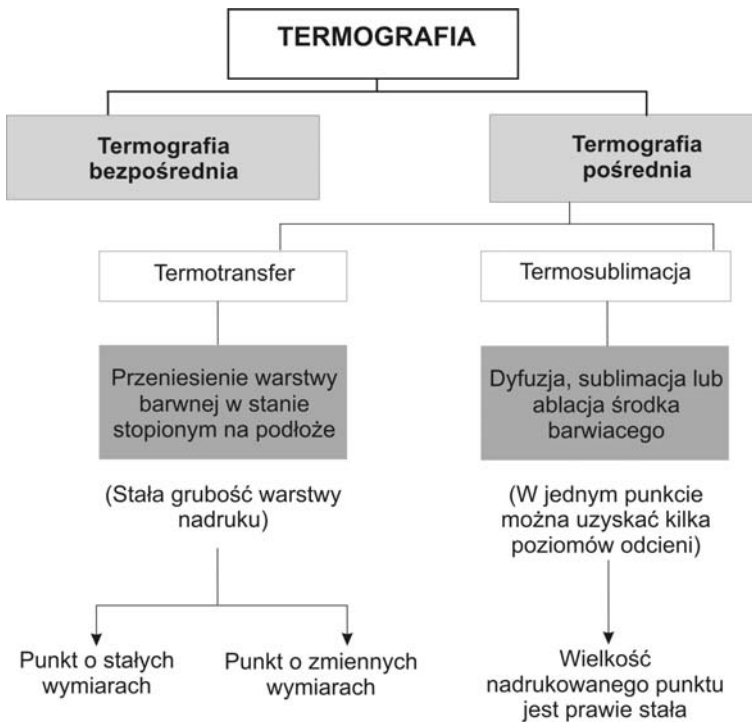 TERMOGRAFIA
Termografia
bezpośrednia
Termografia
pośrednia
Termotransfer
Termosublimacja
Przeniesienie warstwy
barwnej w stanie
stopionym na podłoże
Dyfuzja, sublimacja lub
ablacja środka
barwiacego
(Stała grubość warstwy
nadruku)
(W jednym punkcie
można uzyskać kilka
poziomów odcieni)
Punkt o stałych
wymiarach
Punkt o zmiennych
wymiarach
Wielkość
nadrukowanego punktu
jest prawie stała